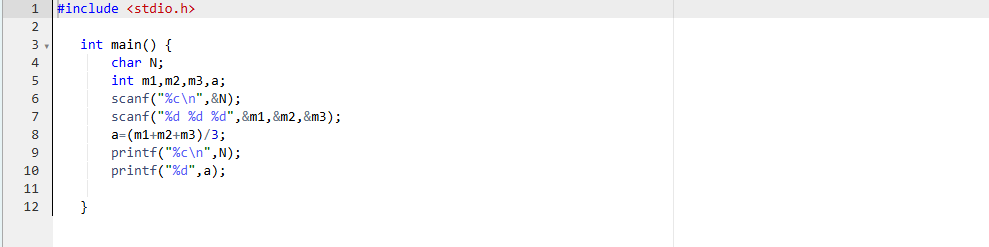 1 #include <stdio.h>
2
3 int main() {
4 char N;
5 int m1,m2,m3,a;
6 scanf("%c\n",&N);
7 scanf("%d %d %d",&m1,&m2,&m3);
8 a=(m1+m2+m3)/3;
9 printf("%c\n",N);
10 printf("%d",a);
11
12 }